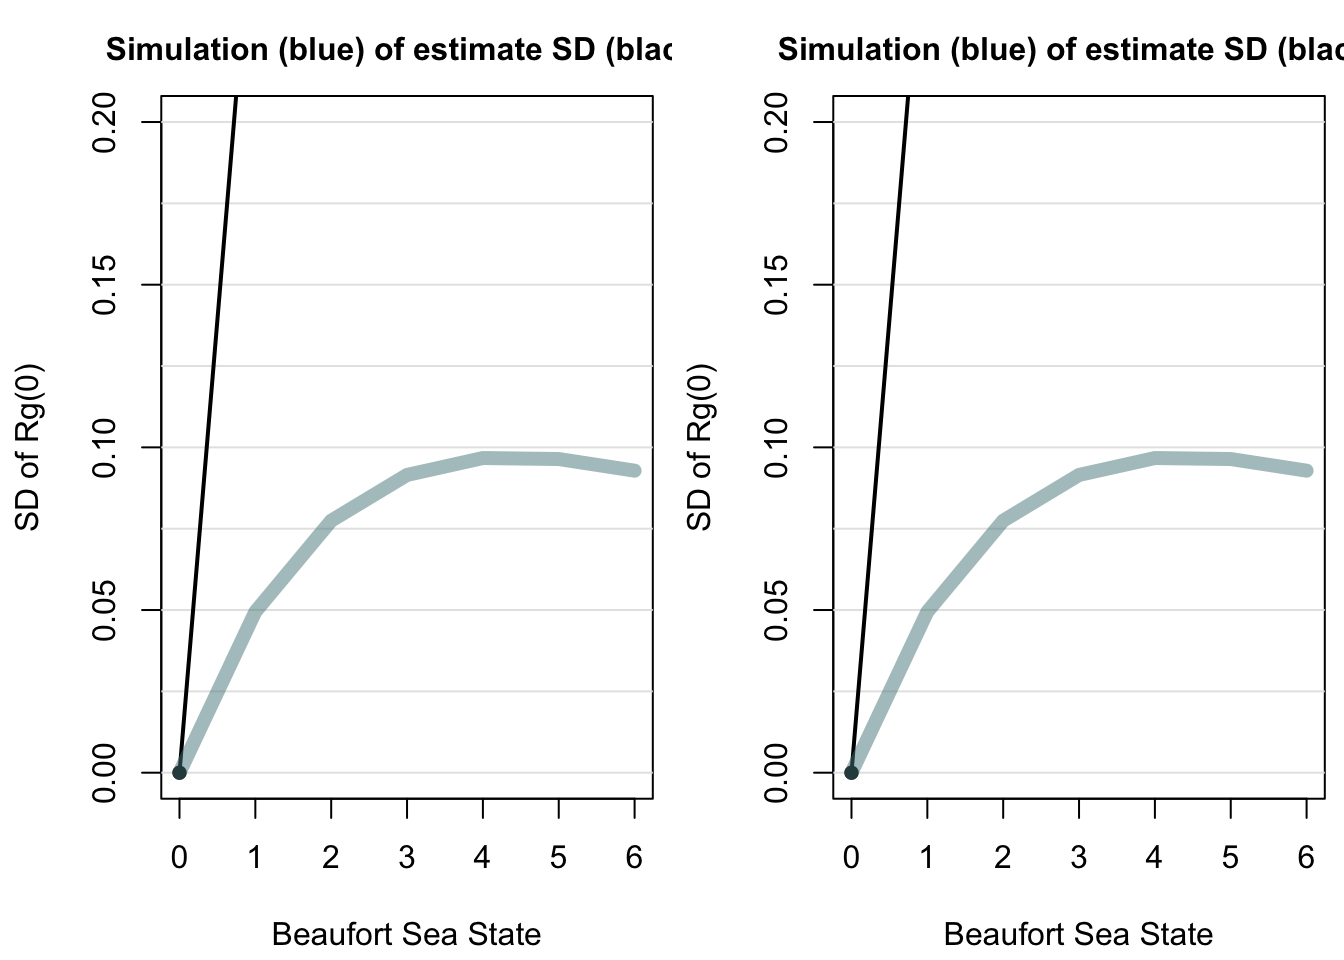 Simulation (blue) of estimate SD (blac
0.20
0.15
0.10
0.05
0.00
SD of Rg(0)
0 1 2 3 4 5 6
Beaufort Sea State
Simulation (blue) of estimate SD (blac
0.20
0.15
0.10
0.05
0.00
SD of Rg(0)
0 1 2 3 4 5 6
Beaufort Sea State